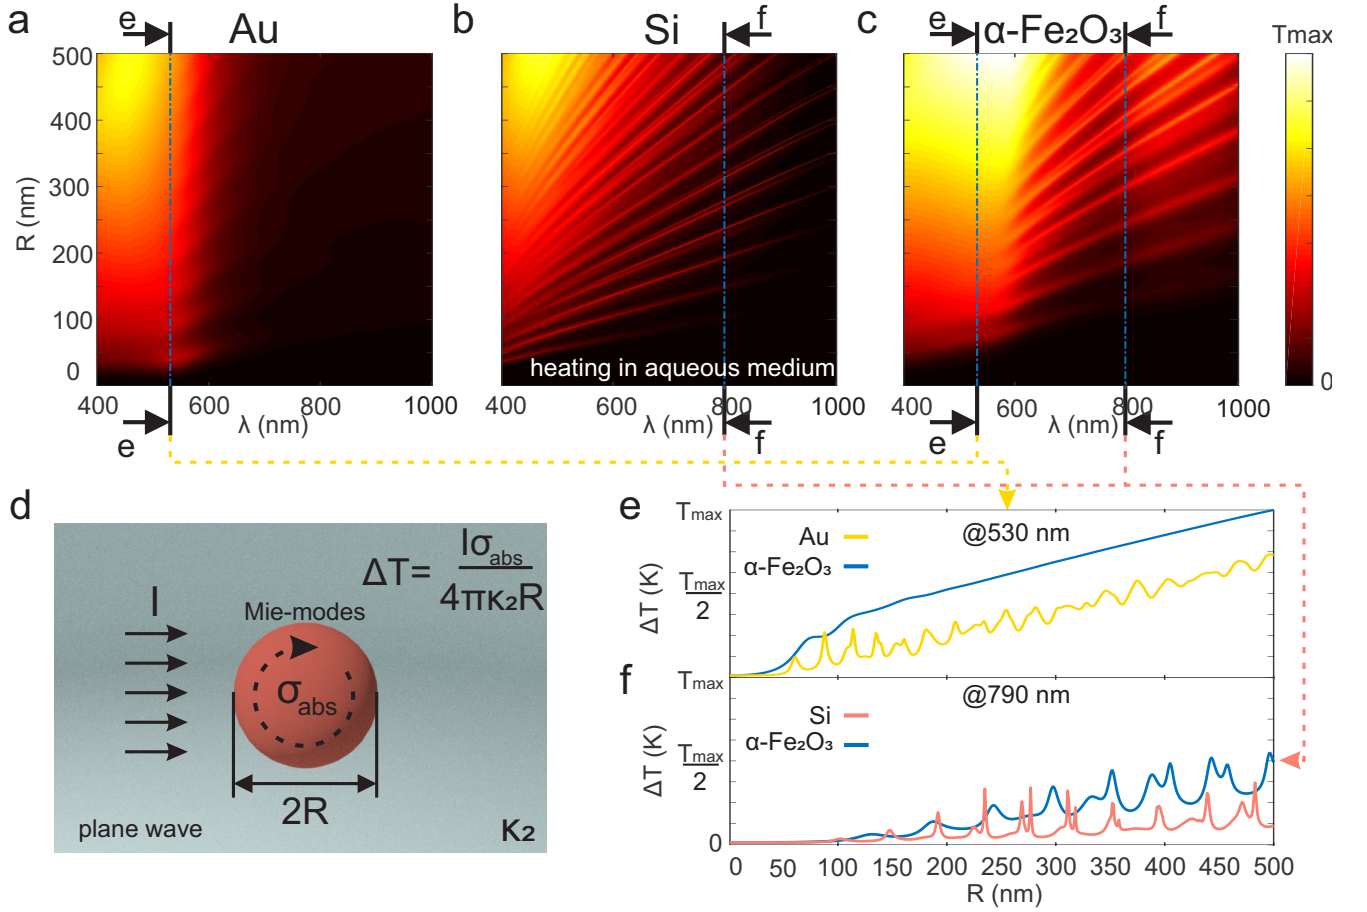 a
e
Au
b
Si
f
c
e
α-Fe₂O₃
f
Tmax
500
400
300
200
100
0
R (nm)
heating in aqueous medium
0
400
600
800
1000
λ (nm)
400
600
800
1000
λ (nm)
400
600
800
1000
λ (nm)
e
f
e
f
d
I
Mie-modes
σabs
2R
plane wave
κ₂
ΔT= Iσabs
4πκ₂R
e
Tmax
Au
@530 nm
α-Fe₂O₃
Tmax
2
ΔT (K)
f
Tmax
@790 nm
Si
α-Fe₂O₃
Tmax
2
ΔT (K)
0
0 50 100 150 200 250 300 350 400 450 500
R (nm)